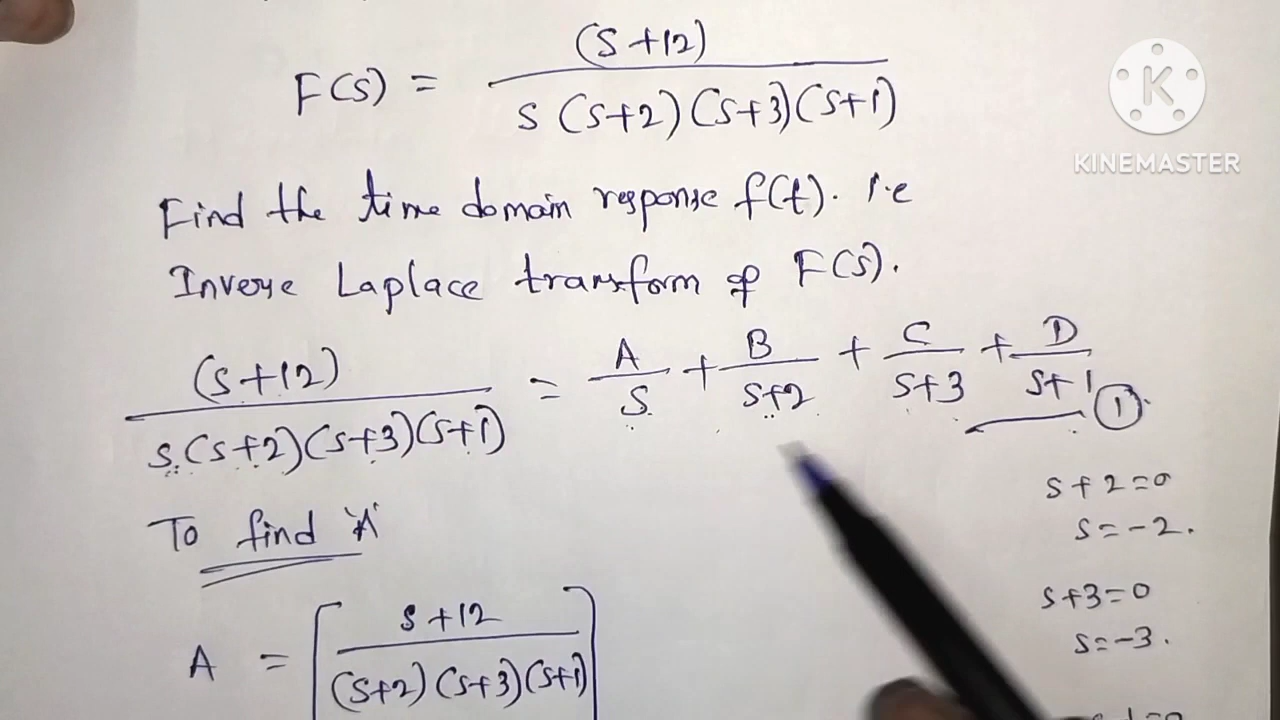 F(s) = (s+12)
s (s+2) (s+3) (s+1)
KINEMASTER
Find the time domain response f(t). i.e
Inverse Laplace transform of F(s).
(s+12) = A + B + C + D
s (s+2) (s+3) (s+1) s s+2 s+3 s+1 ①
s+2=0
To find 'A'
s=-2.
s+3=0
A = [ s+12
(s+2) (s+3) (s+1) ]
s=-3.